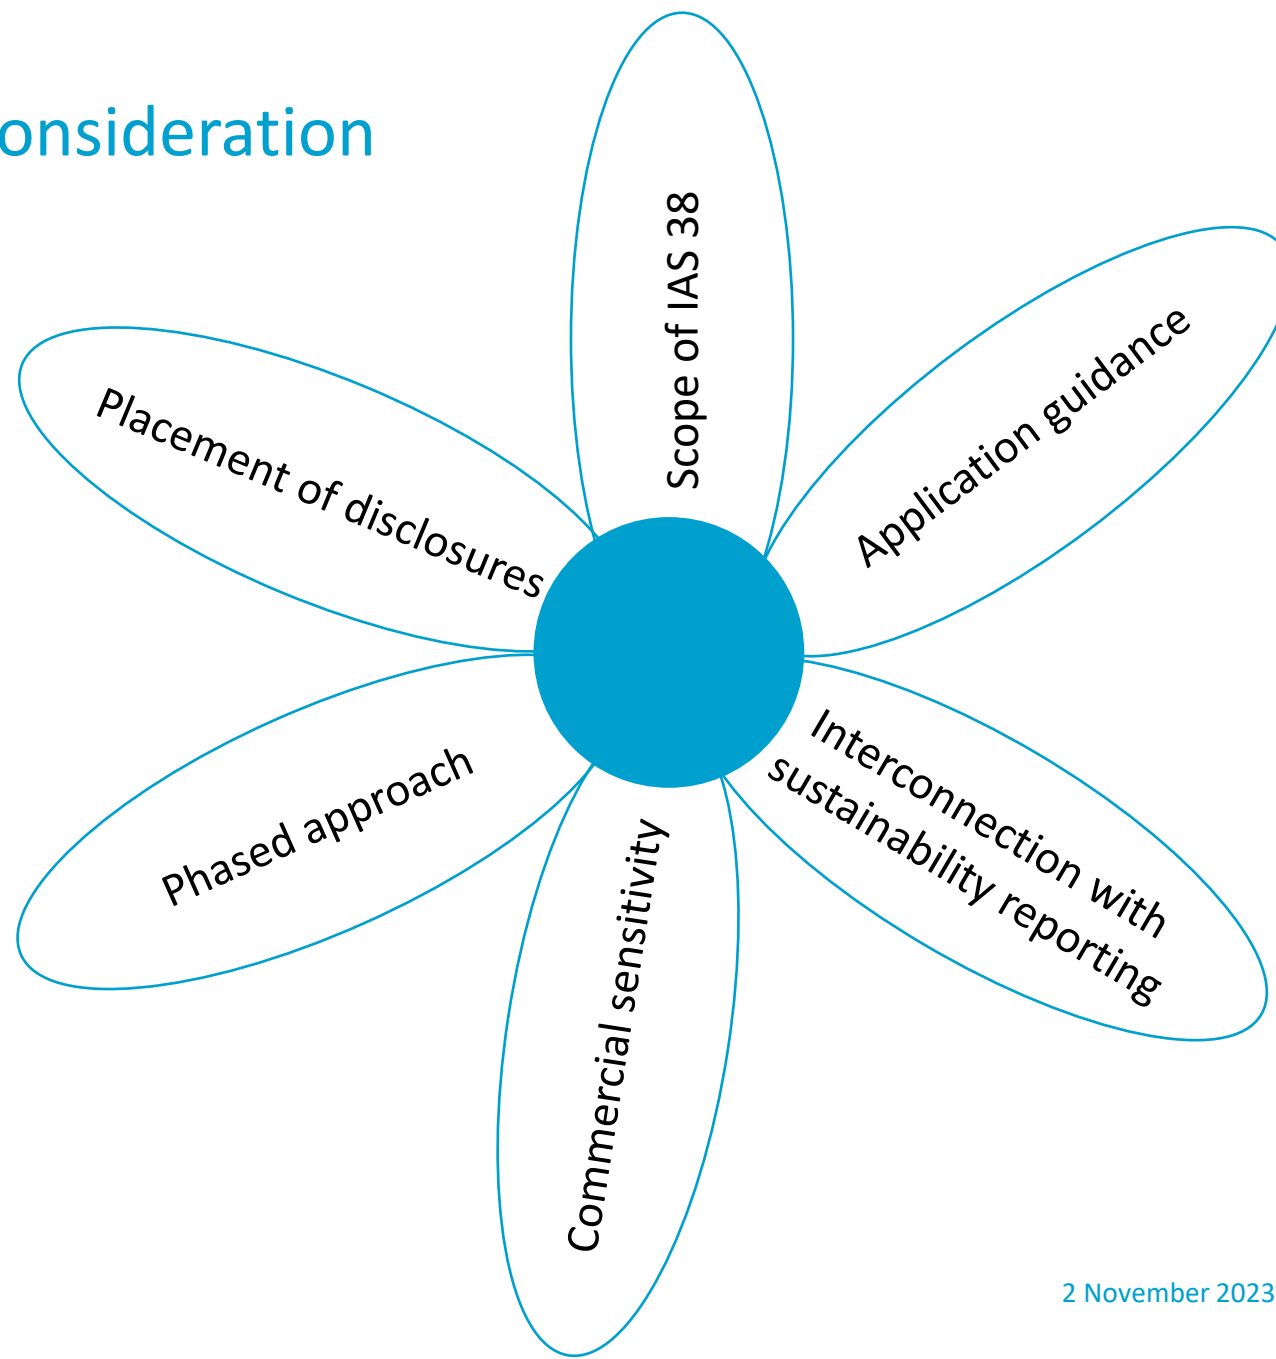 onsideration
Scope of IAS 38
Application guidance
Interconnection with
sustainability reporting
Commercial sensitivity
Phased approach
Placement of disclosures
2 November 2023